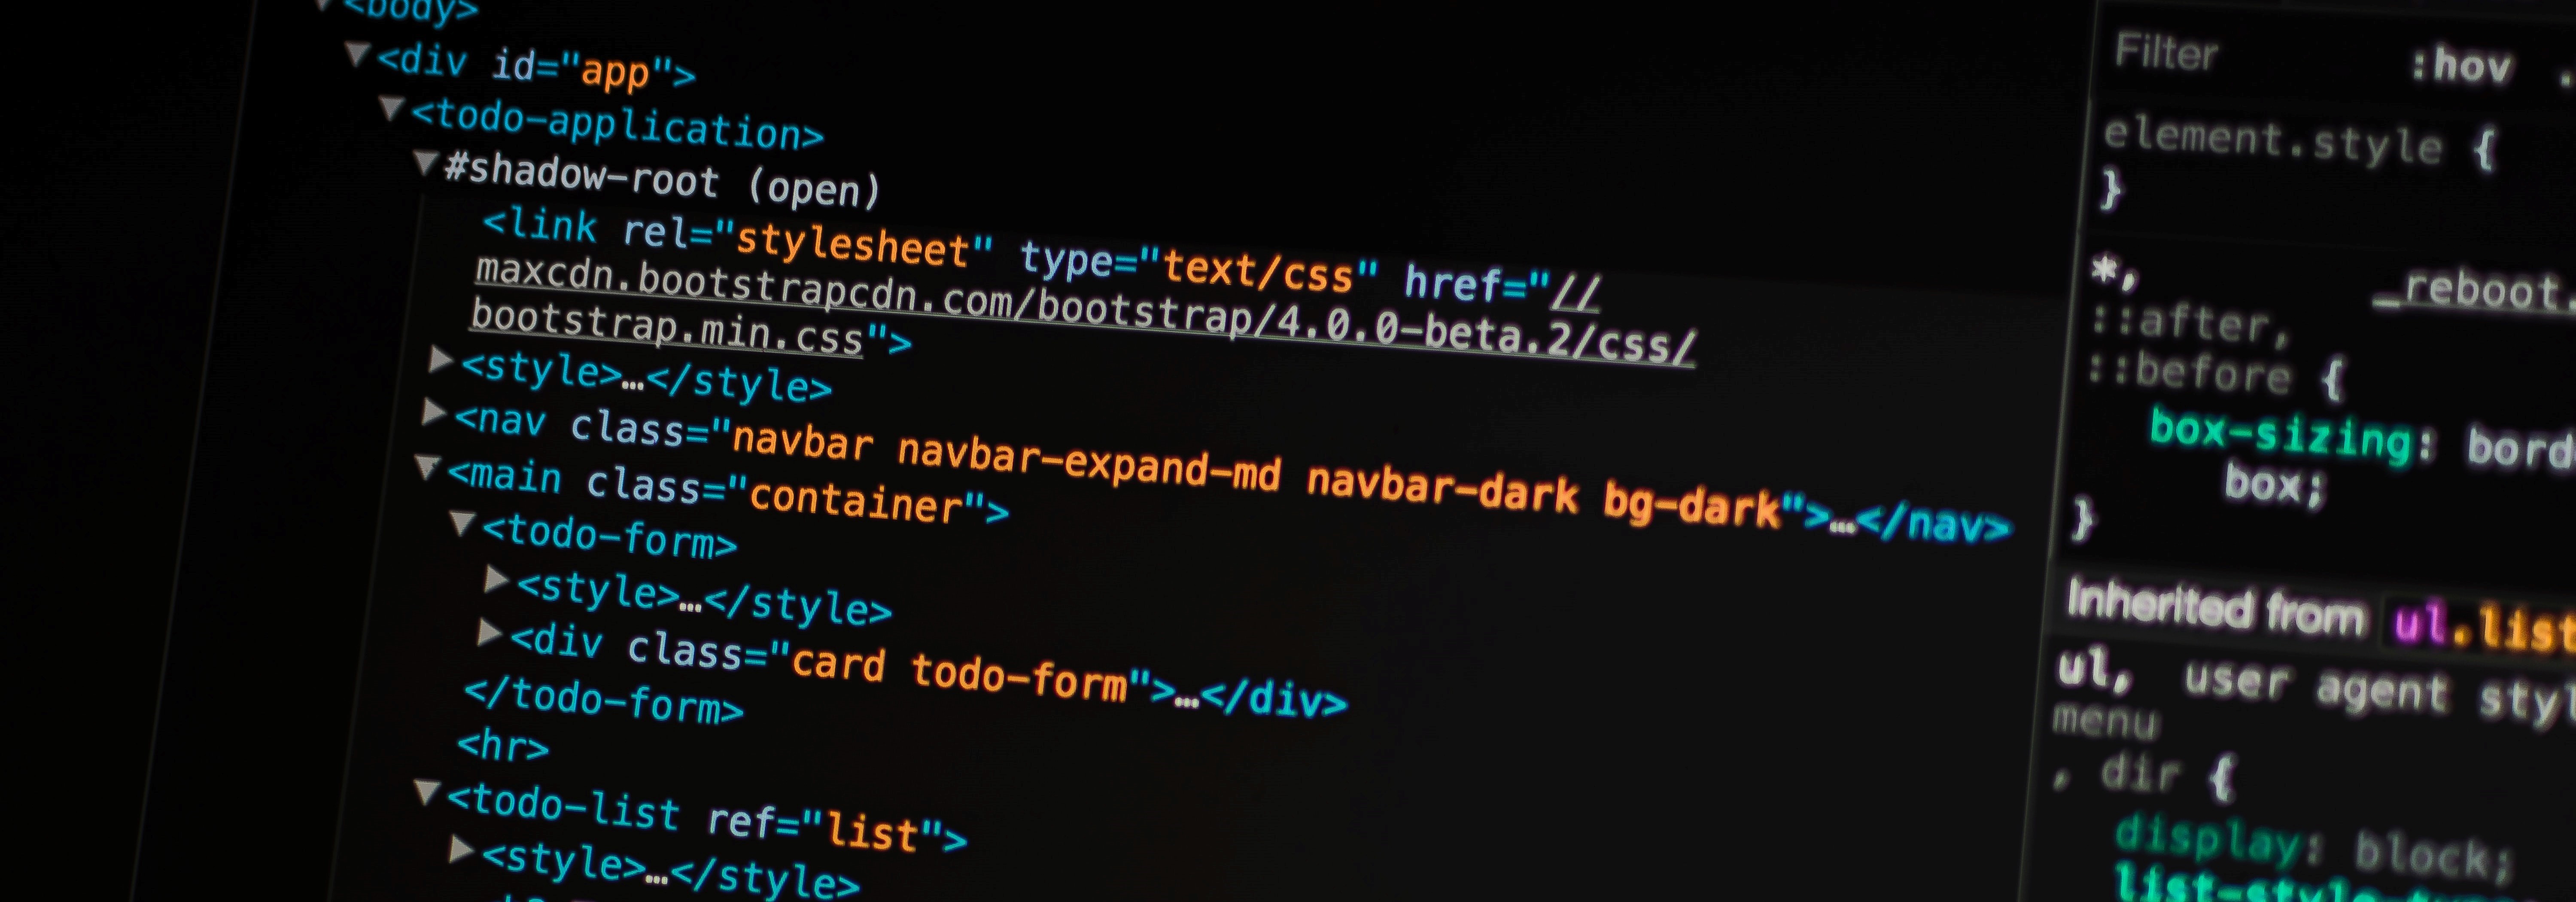 <body>
<div id="app">
<todo-application>
#shadow-root (open)
<link rel="stylesheet" type="text/css" href="//
maxcdn.bootstrapcdn.com/bootstrap/4.0.0-beta.2/css/
bootstrap.min.css">
<style>…</style>
<nav class="navbar navbar-expand-md navbar-dark bg-dark">…</nav>
<main class="container">
<todo-form>
<style>…</style>
<div class="card todo-form">…</div>
</todo-form>
<hr>
<todo-list ref="list">
<style>…</style>
Filter :hov .
element.style {
}
*, _reboot.
::after,
::before {
box-sizing: bord
box;
}
Inherited from ul.list
ul, user agent styl
menu
, dir {
display: block;